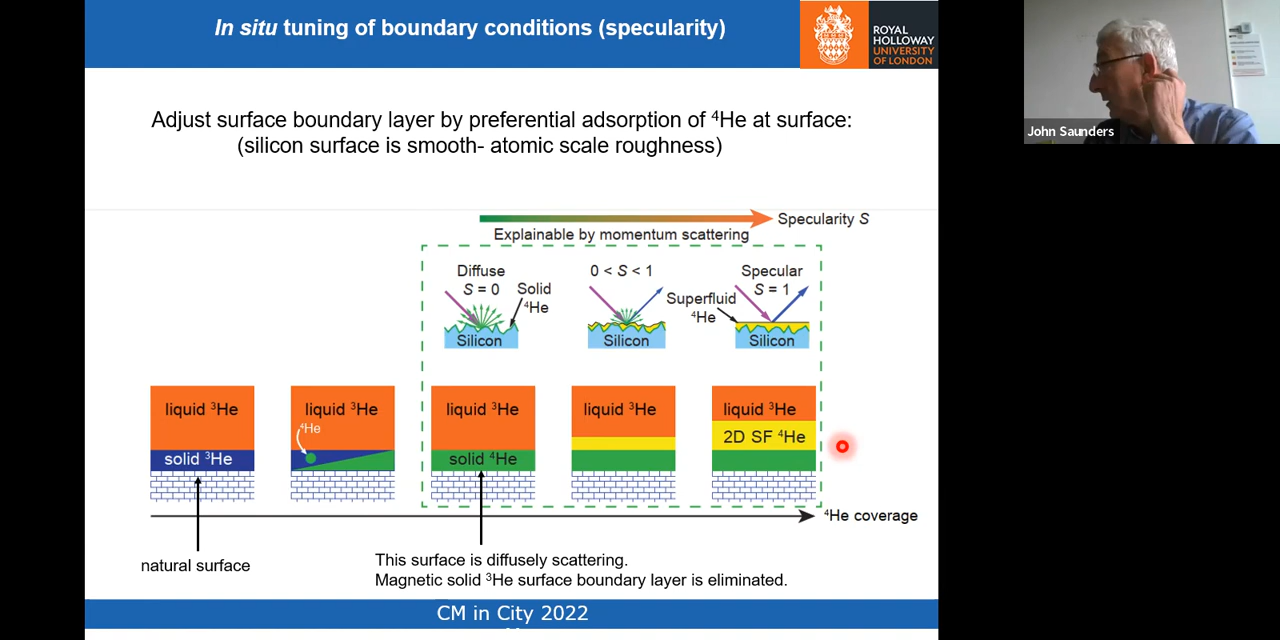 In situ tuning of boundary conditions (specularity)
ROYAL
HOLLOWAY
UNIVERSITY
OF LONDON
John Saunders
Adjust surface boundary layer by preferential adsorption of ⁴He at surface:
(silicon surface is smooth- atomic scale roughness)
Specularity S
Explainable by momentum scattering
Diffuse
S = 0
Solid
⁴He
Silicon
0 < S < 1
Silicon
Specular
S = 1
Superfluid
⁴He
Silicon
liquid ³He
solid ³He
liquid ³He
⁴He
liquid ³He
solid ⁴He
liquid ³He
liquid ³He
2D SF ⁴He
⁴He coverage
natural surface
This surface is diffusely scattering.
Magnetic solid ³He surface boundary layer is eliminated.
CM in City 2022